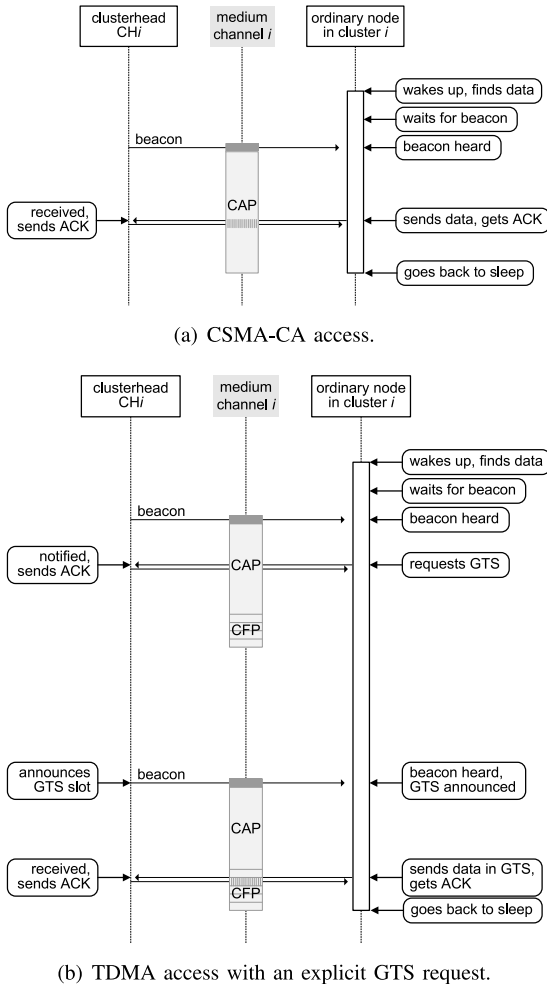 clusterhead
CHi
medium
channel i
ordinary node
in cluster i
wakes up, finds data
waits for beacon
beacon
beacon heard
CAP
received,
sends ACK
sends data, gets ACK
goes back to sleep
(a) CSMA-CA access.
clusterhead
CHi
medium
channel i
ordinary node
in cluster i
wakes up, finds data
waits for beacon
beacon
beacon heard
notified,
sends ACK
CAP
requests GTS
CFP
announces
GTS slot
beacon
beacon heard,
GTS announced
CAP
received,
sends ACK
CFP
sends data in GTS,
gets ACK
goes back to sleep
(b) TDMA access with an explicit GTS request.